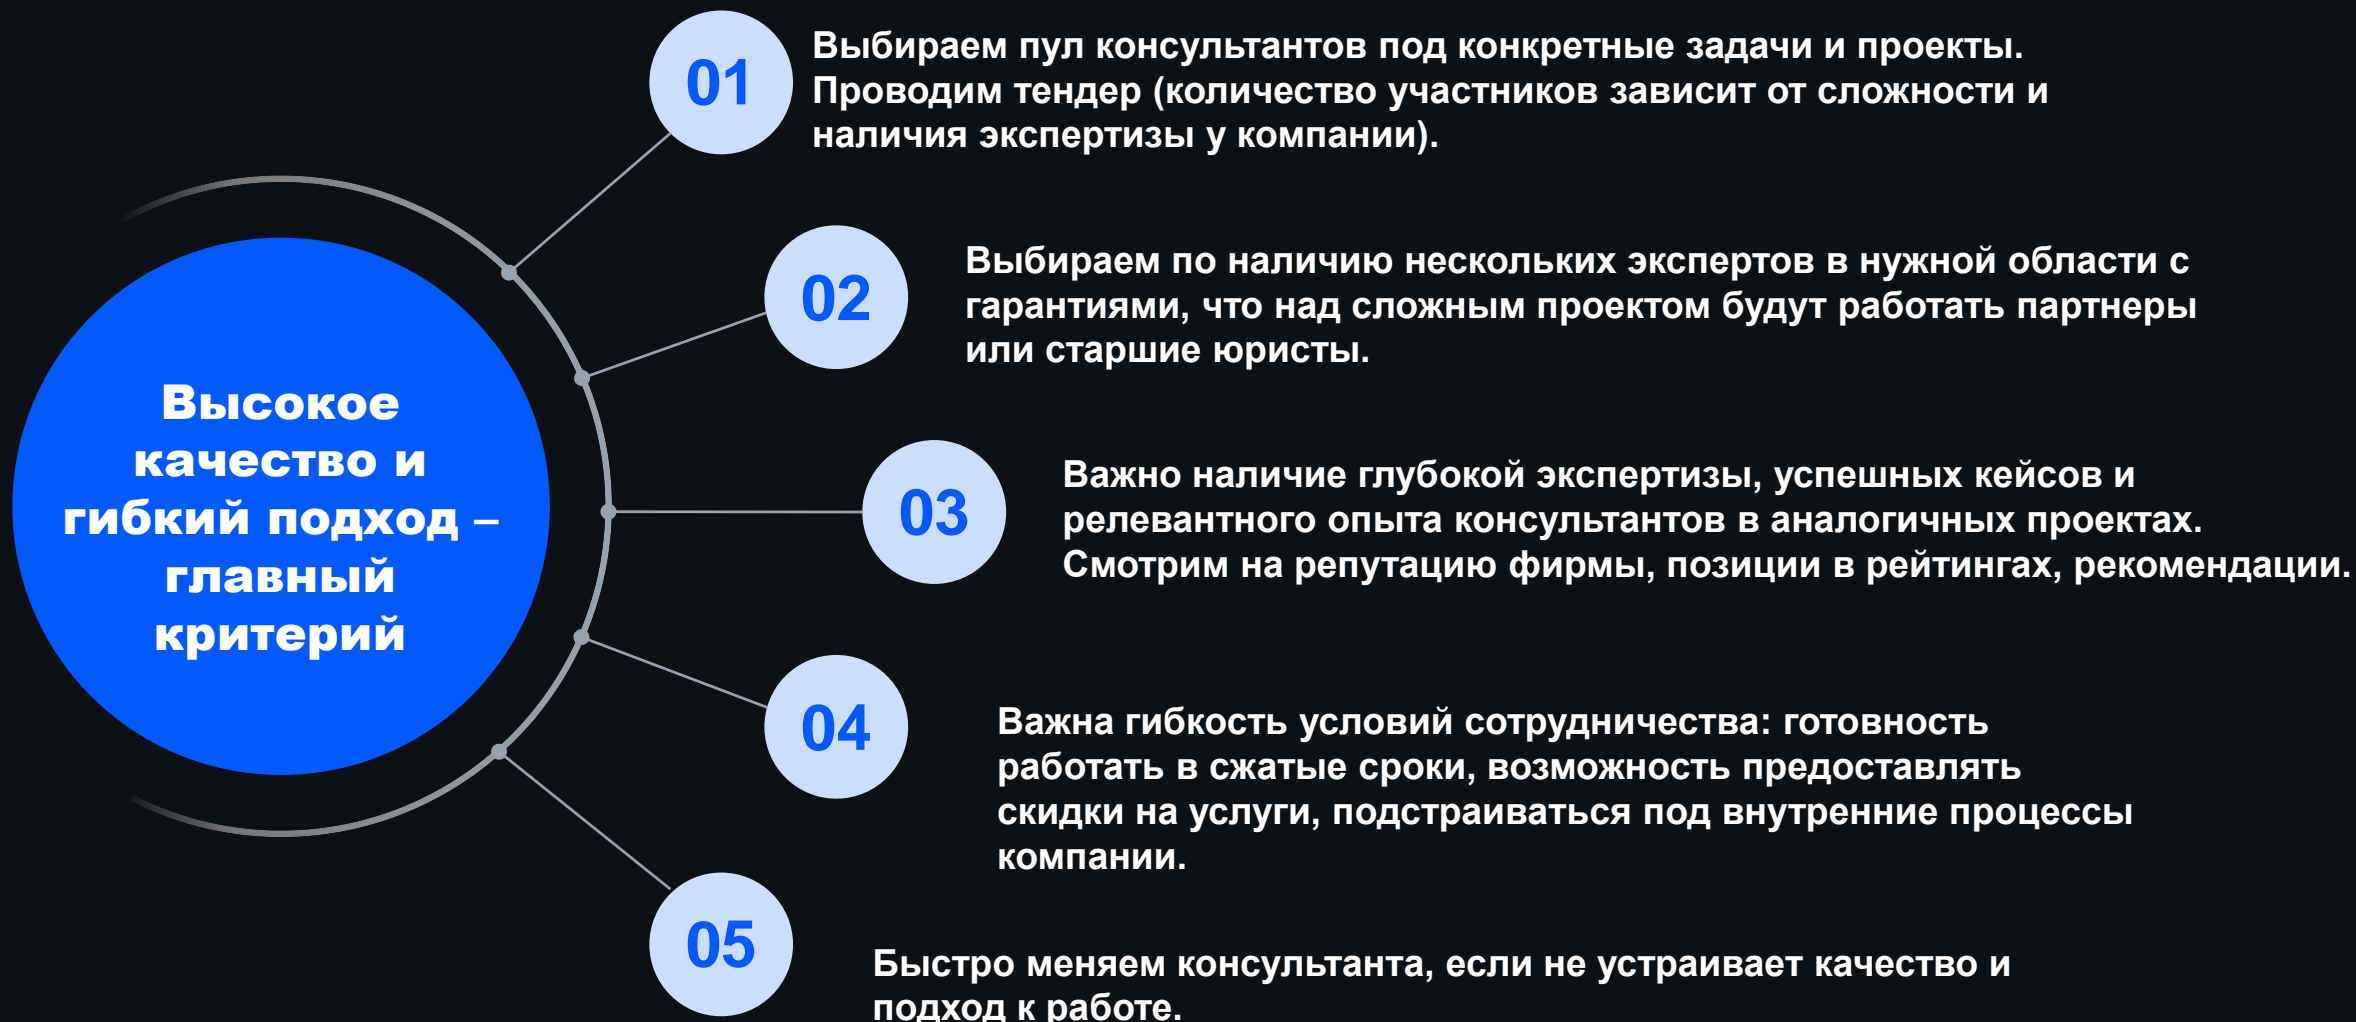 Высокое
качество и
гибкий подход –
главный
критерий
01
Выбираем пул консультантов под конкретные задачи и проекты.
Проводим тендер (количество участников зависит от сложности и
наличия экспертизы у компании).
02
Выбираем по наличию нескольких экспертов в нужной области с
гарантиями, что над сложным проектом будут работать партнеры
или старшие юристы.
03
Важно наличие глубокой экспертизы, успешных кейсов и
релевантного опыта консультантов в аналогичных проектах.
Смотрим на репутацию фирмы, позиции в рейтингах, рекомендации.
04
Важна гибкость условий сотрудничества: готовность
работать в сжатые сроки, возможность предоставлять
скидки на услуги, подстраиваться под внутренние процессы
компании.
05
Быстро меняем консультанта, если не устраивает качество и
подход к работе.